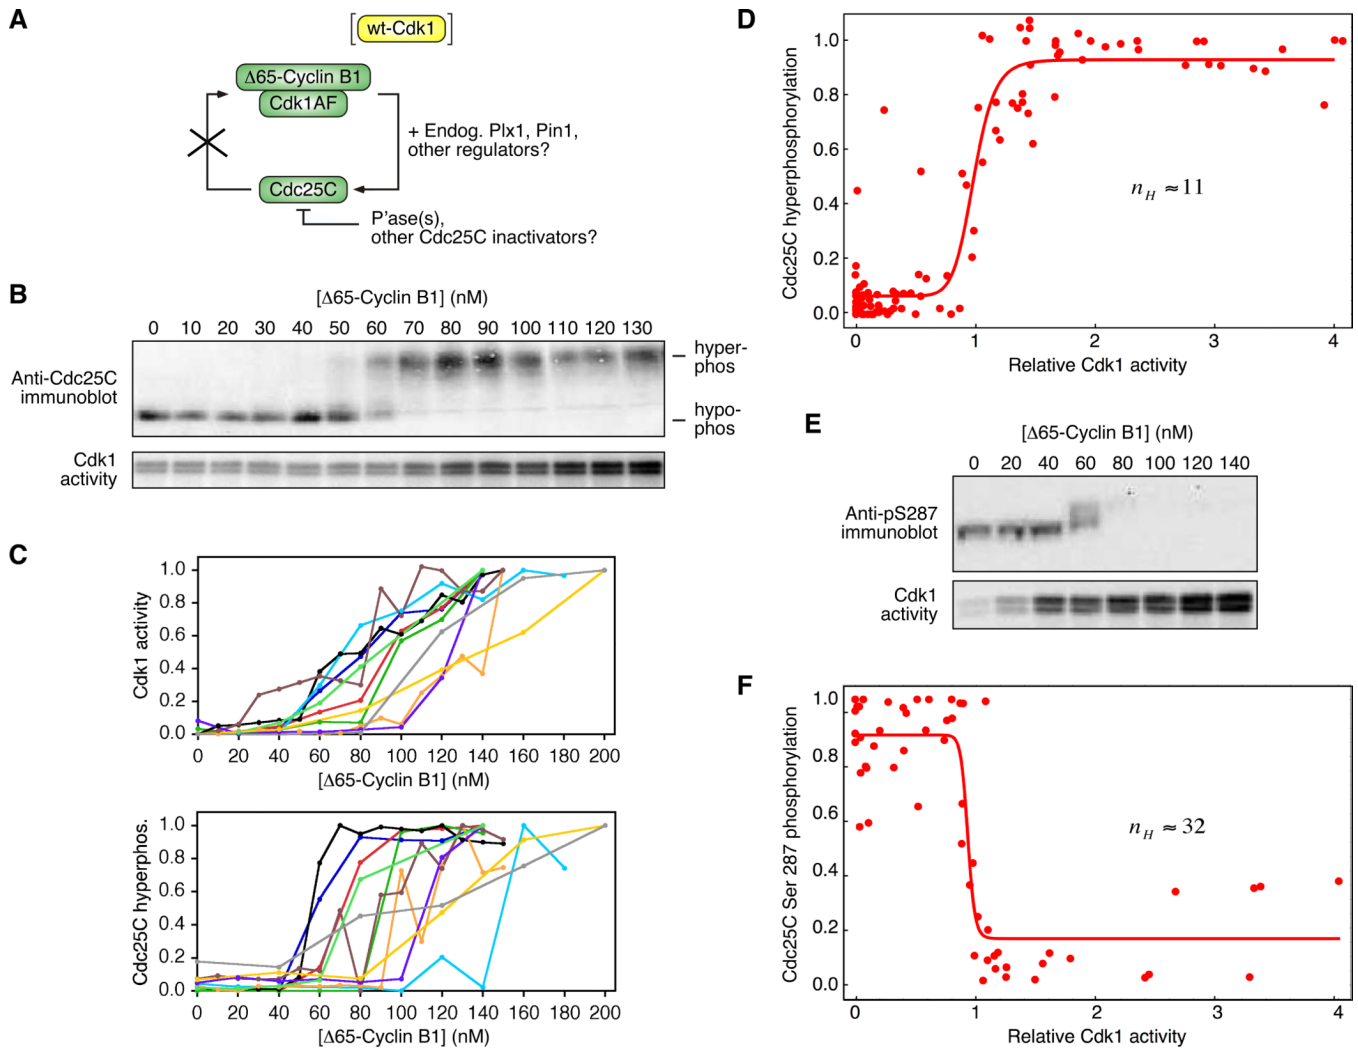 A
[wt-Cdk1]
Δ65-Cyclin B1
Cdk1AF
+ Endog. Plx1, Pin1,
other regulators?
Cdc25C
P'ase(s),
other Cdc25C inactivators?
B
[Δ65-Cyclin B1] (nM)
0 10 20 30 40 50 60 70 80 90 100 110 120 130
Anti-Cdc25C
immunoblot
hyper-
phos
hypo-
phos
Cdk1
activity
C
Cdk1 activity
1.0
0.8
0.6
0.4
0.2
0.0
0 20 40 60 80 100 120 140 160 180 200
[Δ65-Cyclin B1] (nM)
Cdc25C hyperphos.
1.0
0.8
0.6
0.4
0.2
0.0
0 20 40 60 80 100 120 140 160 180 200
[Δ65-Cyclin B1] (nM)
D
Cdc25C hyperphosphorylation
1.0
0.8
0.6
0.4
0.2
0.0
n_H ≈ 11
0 1 2 3 4
Relative Cdk1 activity
E
[Δ65-Cyclin B1] (nM)
0 20 40 60 80 100 120 140
Anti-pS287
immunoblot
Cdk1
activity
F
Cdc25C Ser 287 phosphorylation
1.0
0.8
0.6
0.4
0.2
0.0
n_H ≈ 32
0 1 2 3 4
Relative Cdk1 activity